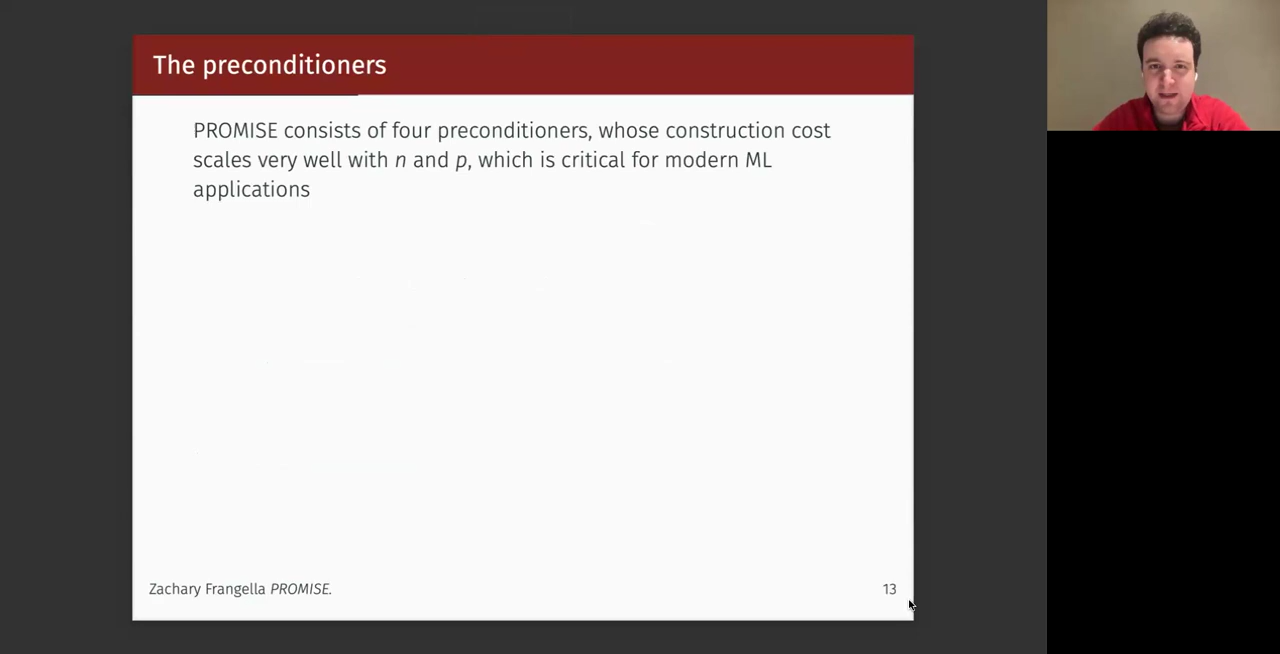 The preconditioners
PROMISE consists of four preconditioners, whose construction cost
scales very well with n and p, which is critical for modern ML
applications
Zachary Frangella PROMISE.
13